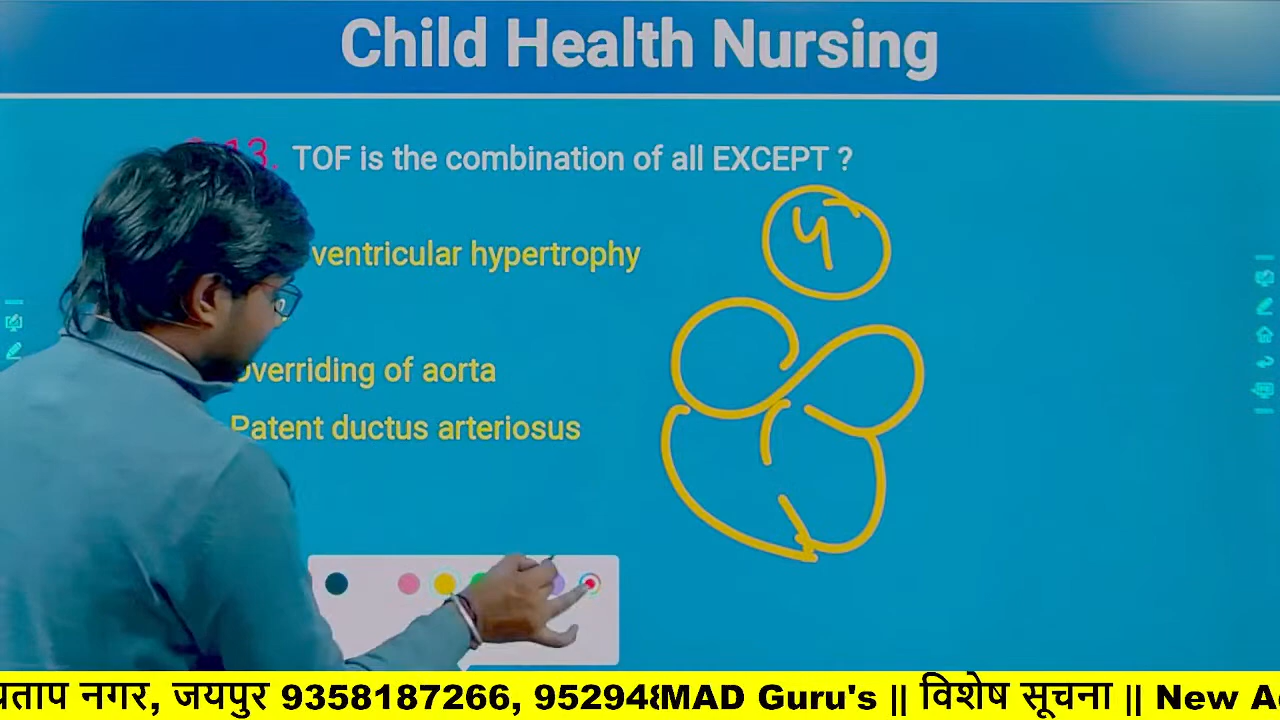 Child Health Nursing
13. TOF is the combination of all EXCEPT ?
4
ventricular hypertrophy
overriding of aorta
Patent ductus arteriosus
प्रताप नगर, जयपुर 9358187266, 95294 MAD Guru's || विशेष सूचना || New